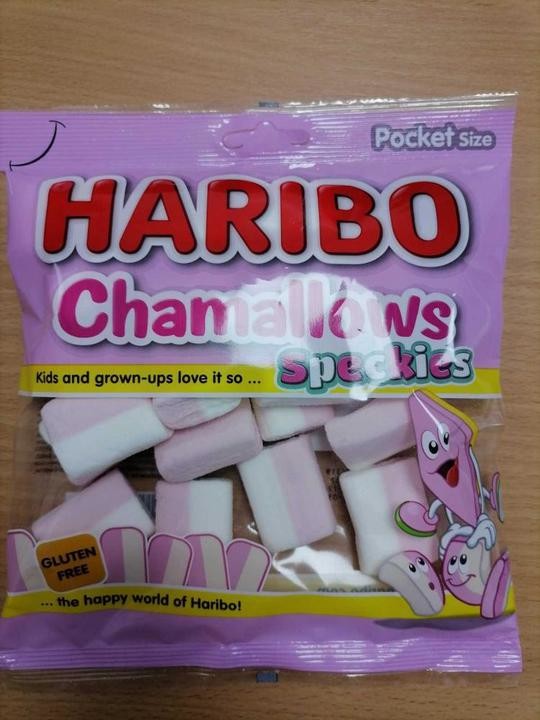 Pocket Size
HARIBO
Chamallows
Speckies
Kids and grown-ups love it so ...
GLUTEN
FREE
... the happy world of Haribo!